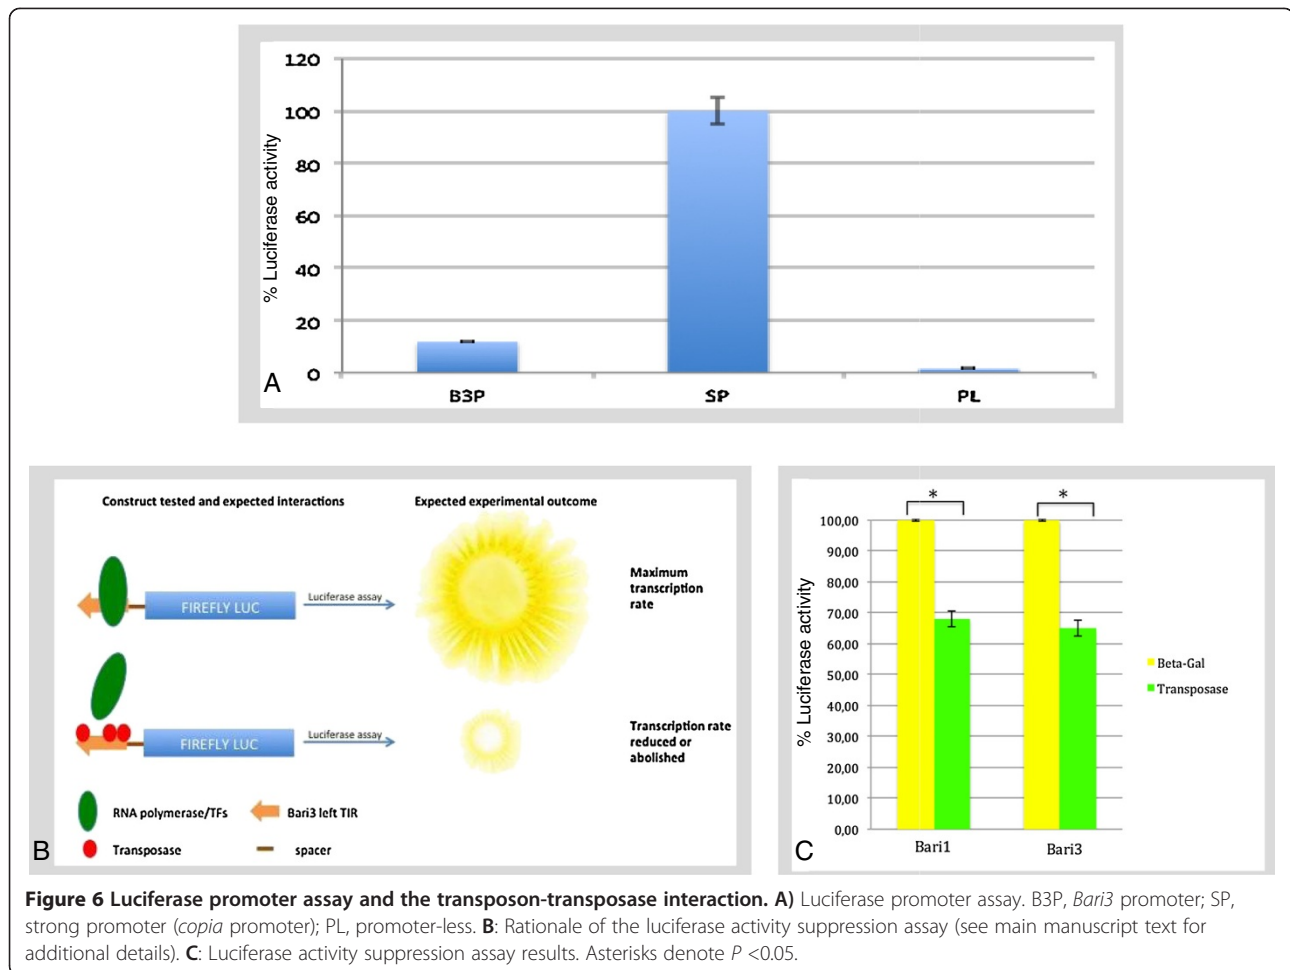 120
100
80
60
40
20
0
% Luciferase activity
A
B3P SP PL
Construct tested and expected interactions
Expected experimental outcome
FIREFLY LUC
Luciferase assay
Maximum
transcription
rate
FIREFLY LUC
Luciferase assay
Transcription rate
reduced or
abolished
RNA polymerase/TFs
Bari3 left TIR
Transposase
spacer
B
* *
100,00
90,00
80,00
70,00
60,00
50,00
40,00
30,00
20,00
10,00
0,00
% Luciferase activity
Beta-Gal
Transposase
C
Bari1 Bari3
Figure 6 Luciferase promoter assay and the transposon-transposase interaction. A) Luciferase promoter assay. B3P, Bari3 promoter; SP,
strong promoter (copia promoter); PL, promoter-less. B: Rationale of the luciferase activity suppression assay (see main manuscript text for
additional details). C: Luciferase activity suppression assay results. Asterisks denote P <0.05.